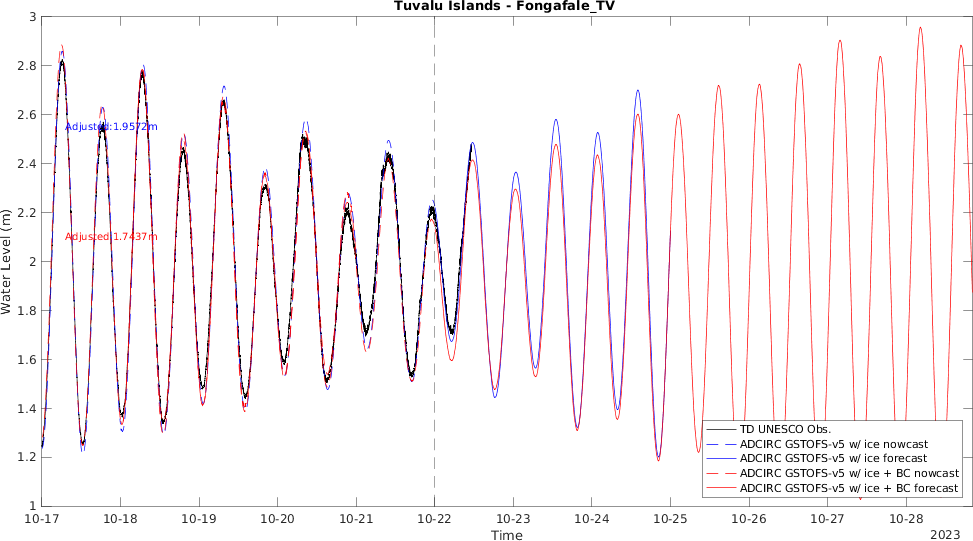 Tuvalu Islands - Fongafale_TV
3
2.8
2.6
2.4
2.2
2
1.8
1.6
1.4
1.2
1
Water Level (m)
Adjusted:1.9572m
Adjusted:1.7437m
TD UNESCO Obs.
ADCIRC GSTOFS-v5 w/ ice nowcast
ADCIRC GSTOFS-v5 w/ ice forecast
ADCIRC GSTOFS-v5 w/ ice + BC nowcast
ADCIRC GSTOFS-v5 w/ ice + BC forecast
10-17 10-18 10-19 10-20 10-21 10-22 10-23 10-24 10-25 10-26 10-27 10-28
Time
2023